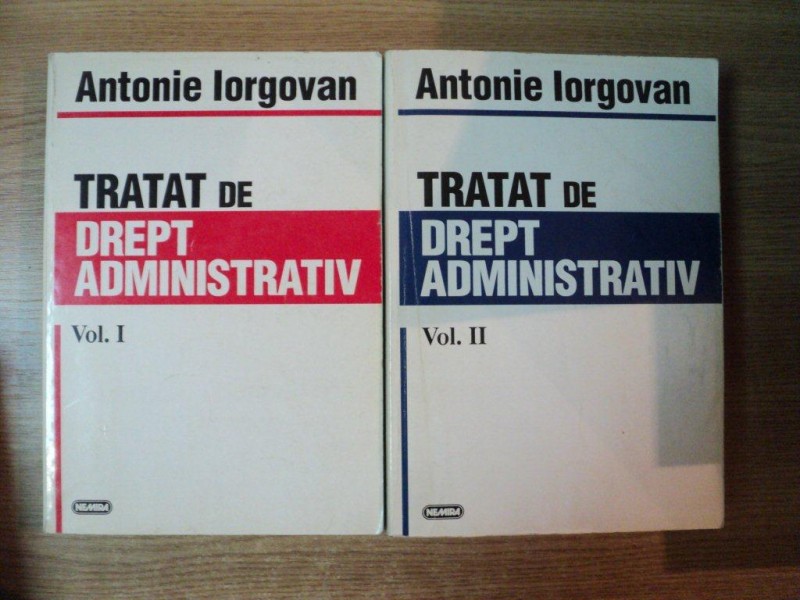 Antonie Iorgovan
TRATAT DE
DREPT
ADMINISTRATIV
Vol. I
NEMIRA
Antonie Iorgovan
TRATAT DE
DREPT
ADMINISTRATIV
Vol. II
NEMIRA